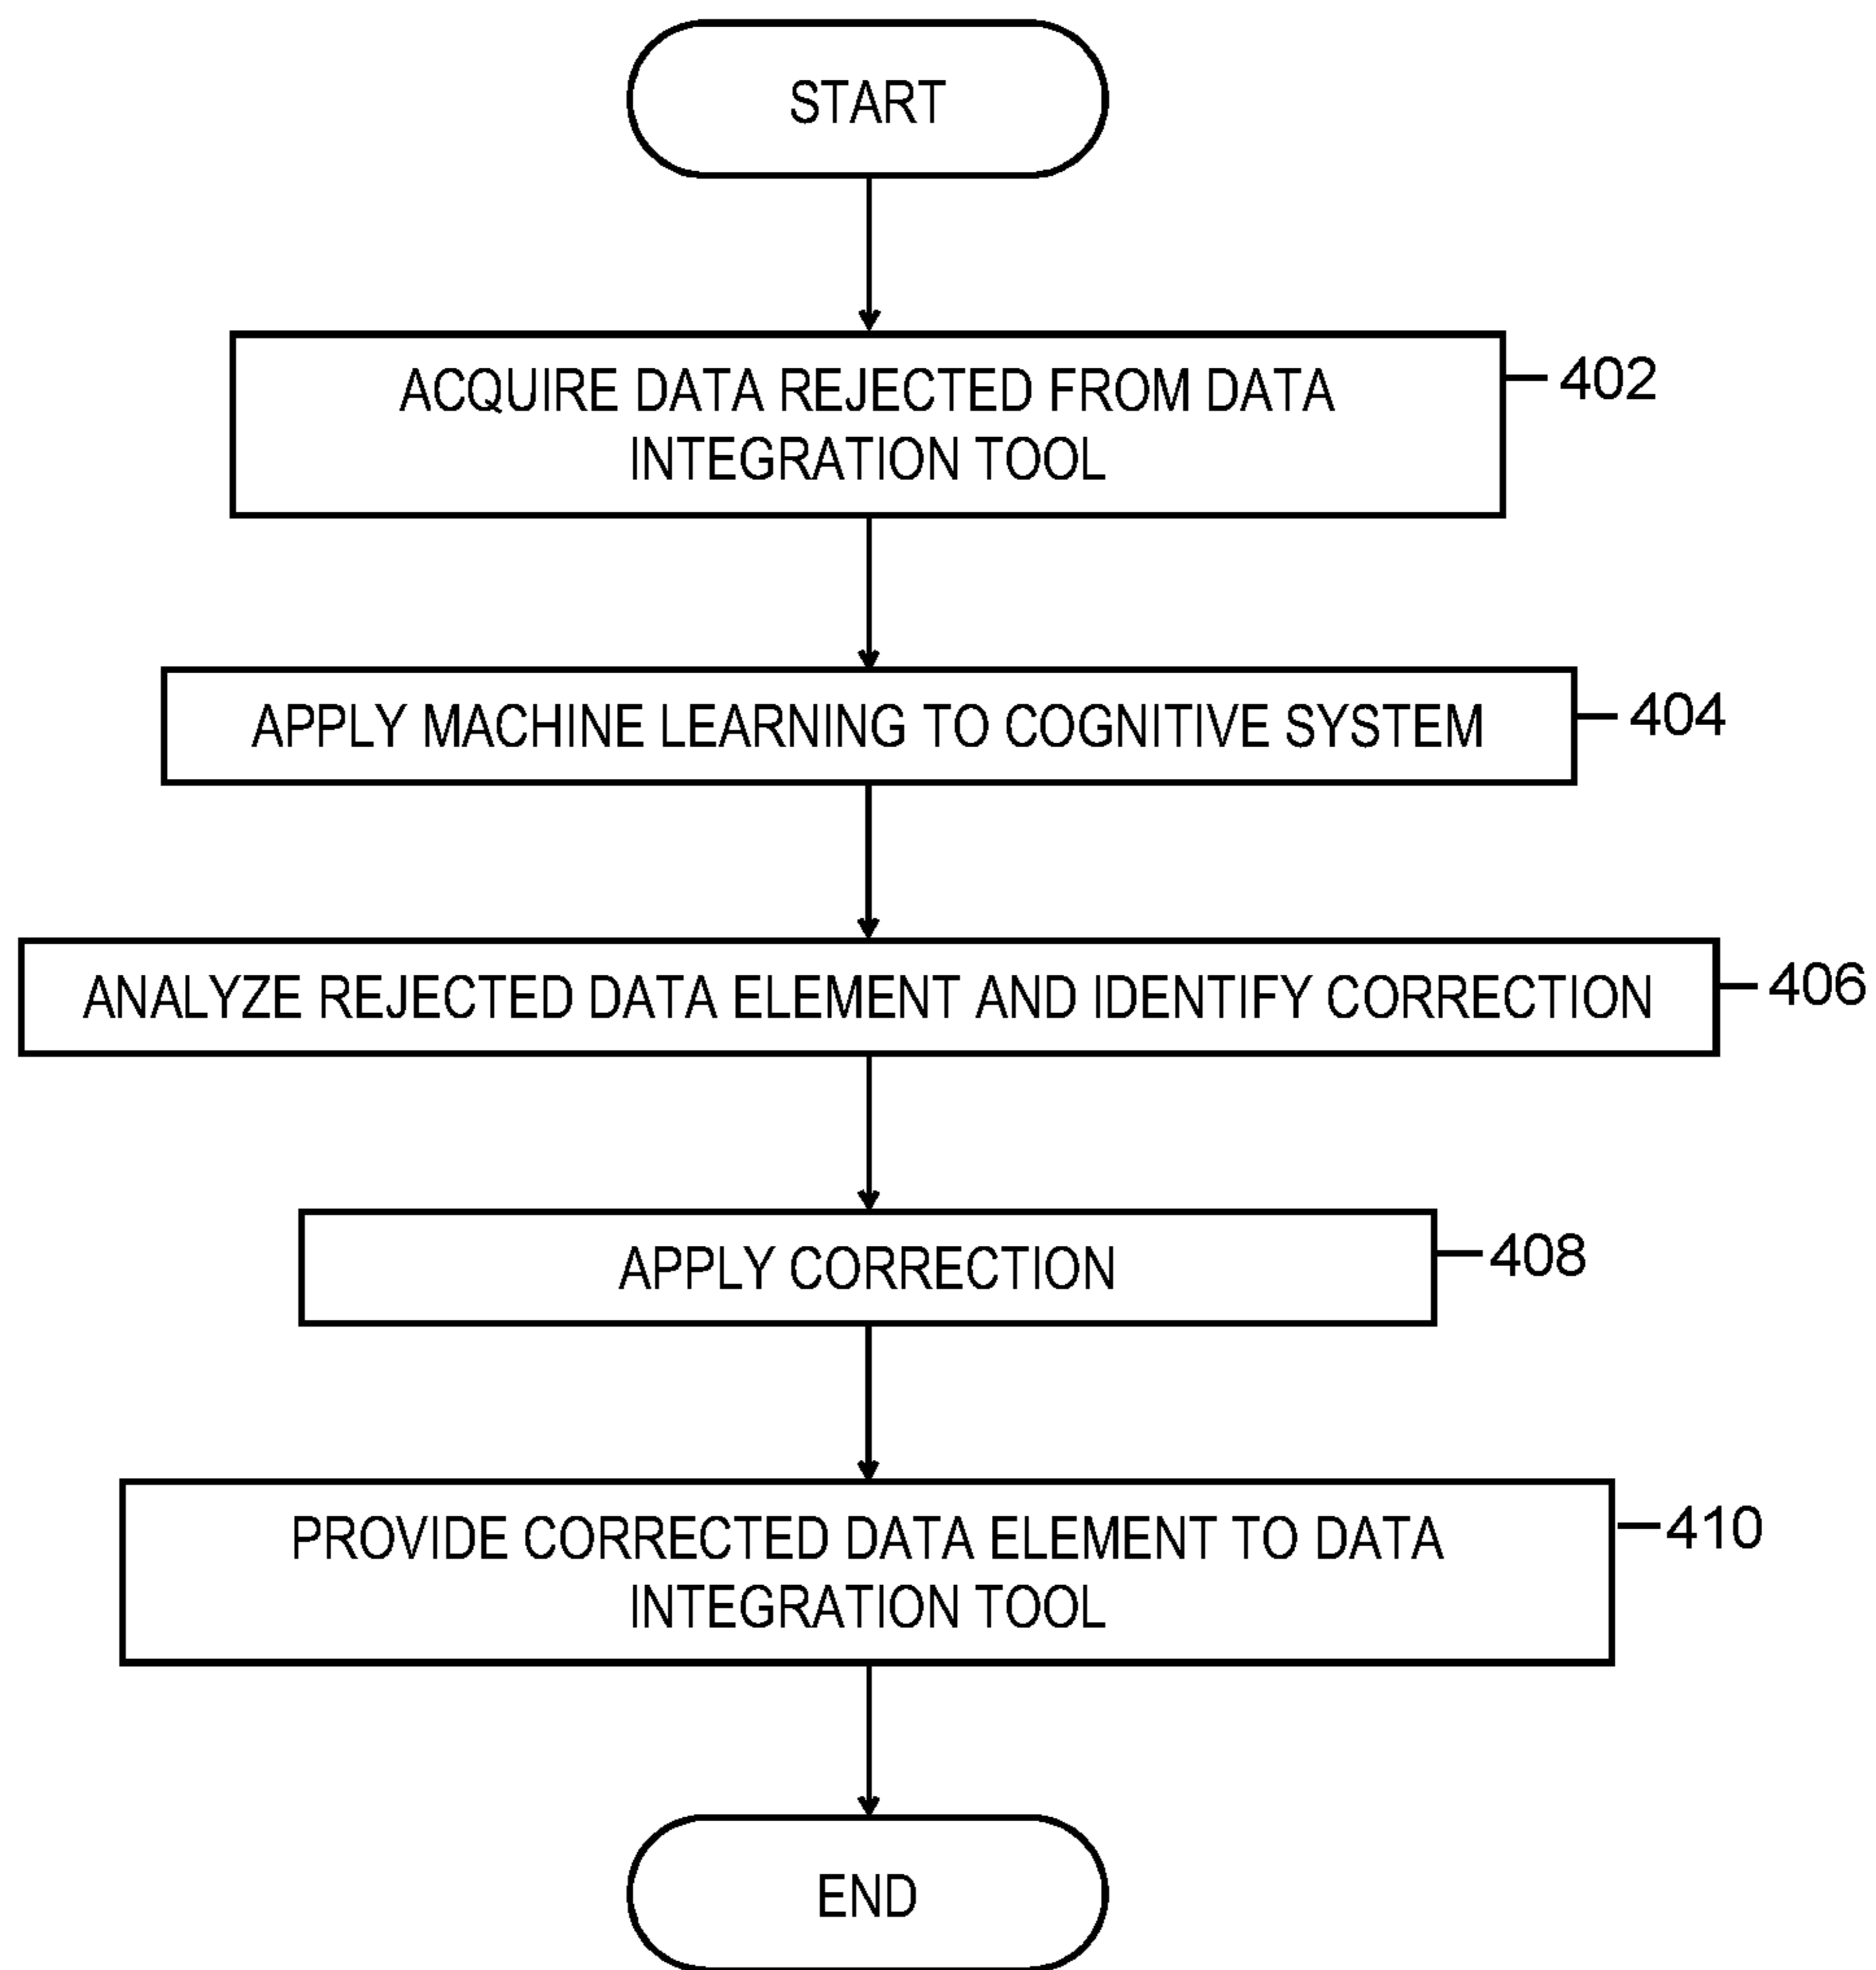 START
ACQUIRE DATA REJECTED FROM DATA
INTEGRATION TOOL
402
APPLY MACHINE LEARNING TO COGNITIVE SYSTEM
404
ANALYZE REJECTED DATA ELEMENT AND IDENTIFY CORRECTION
406
APPLY CORRECTION
408
PROVIDE CORRECTED DATA ELEMENT TO DATA
INTEGRATION TOOL
410
END